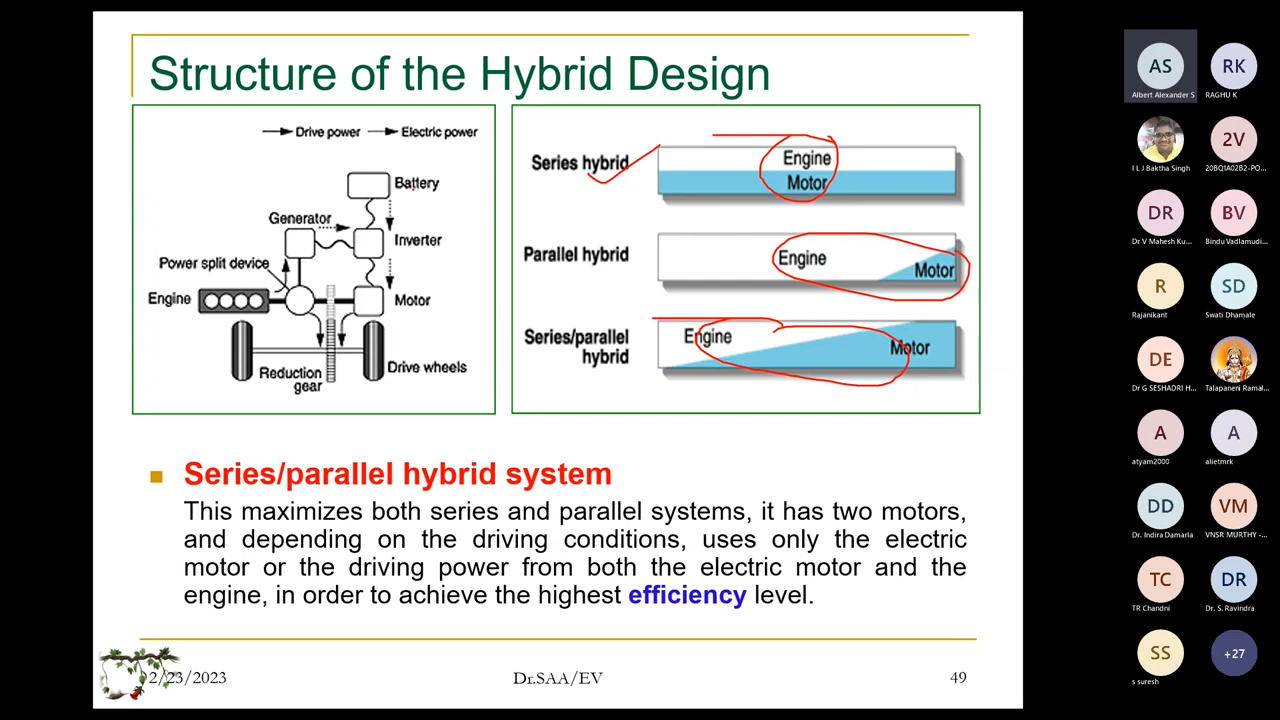 Structure of the Hybrid Design
Drive power
Electric power
Battery
Generator
Inverter
Power split device
Engine
Motor
Reduction
gear
Drive wheels
Series hybrid
Engine
Motor
Parallel hybrid
Engine
Motor
Series/parallel
hybrid
Engine
Motor
Series/parallel hybrid system
This maximizes both series and parallel systems, it has two motors,
and depending on the driving conditions, uses only the electric
motor or the driving power from both the electric motor and the
engine, in order to achieve the highest efficiency level.
2/23/2023
Dr.SAA/EV
49
AS
Albert Alexander S
RK
RAGHU K
I L J Baktha Singh
2V
20BQ1A02B2-PO...
DR
Dr V Mahesh Ku...
BV
Bindu Vadlamudi...
R
Rajanikant
SD
Swati Dhamale
DE
Dr G SESHADRI H...
Talapaneni Ramal...
A
atyam2000
A
alietmrk
DD
Dr. Indira Damarla
VM
VNSR MURTHY -...
TC
TR Chandni
DR
Dr. S. Ravindra
SS
s suresh
+27